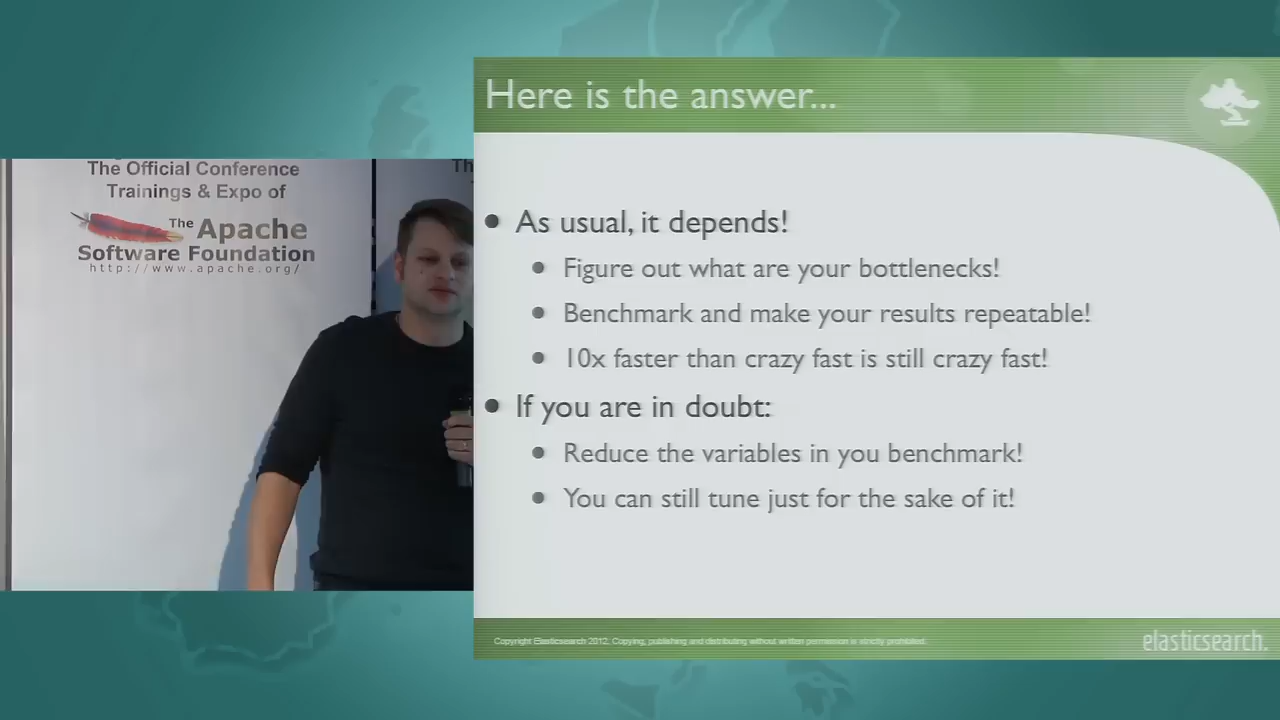 The Official Conference
Trainings & Expo of
The Apache
Software Foundation
http://www.apache.org/
Th
Here is the answer...
As usual, it depends!
Figure out what are your bottlenecks!
Benchmark and make your results repeatable!
10x faster than crazy fast is still crazy fast!
If you are in doubt:
Reduce the variables in you benchmark!
You can still tune just for the sake of it!
Copyright Elasticsearch 2012. Copying, publishing and distributing without written permission is strictly prohibited.
elasticsearch.